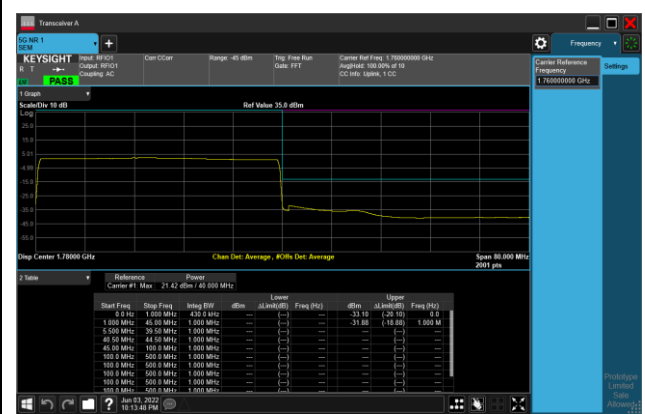 Transceiver A
5G NR 1
SEM
Frequency
KEYSIGHT
R T
PASS
Input: RFIO1
Output: RFIO1
Coupling: AC
Corr CCorr
Range: -45 dBm
Trig: Free Run
Gate: FFT
Carrier Ref Freq: 1.760000000 GHz
Avg|Hold: 100.00% of 10
CC Info: Uplink, 1 CC
Carrier Reference
Frequency
1.760000000 GHz
Settings
1 Graph
Scale/Div 10 dB
Ref Value 35.0 dBm
Log
25.0
15.0
5.01
-4.99
-15.0
-25.0
-35.0
-45.0
-55.0
Disp Center 1.78000 GHz
Chan Det: Average, #Offs Det: Average
Span 80.000 MHz
2001 pts
2 Table
Reference Power
Carrier #1 Max 21.42 dBm / 40.000 MHz
Lower Upper
Start Freq Stop Freq Integ BW dBm ΔLimit(dB) Freq (Hz) dBm ΔLimit(dB) Freq (Hz)
0.0 Hz 1.000 MHz 430.0 kHz --- (---) --- -33.10 (-20.10) 0.0
1.000 MHz 45.00 MHz 1.000 MHz --- (---) --- -31.88 (-18.88) 1.000 M
5.500 MHz 39.50 MHz 1.000 MHz --- (---) --- --- (---) ---
40.50 MHz 44.50 MHz 1.000 MHz --- (---) --- --- (---) ---
45.00 MHz 100.0 MHz 1.000 MHz --- (---) --- --- (---) ---
100.0 MHz 500.0 MHz 1.000 MHz --- (---) --- --- (---) ---
100.0 MHz 500.0 MHz 1.000 MHz --- (---) --- --- (---) ---
100.0 MHz 500.0 MHz 1.000 MHz --- (---) --- --- (---) ---
100.0 MHz 500.0 MHz 1.000 MHz --- (---) --- --- (---) ---
Prototype
Limited
Sale
Allowed
Jun 03, 2022
10:13:48 PM